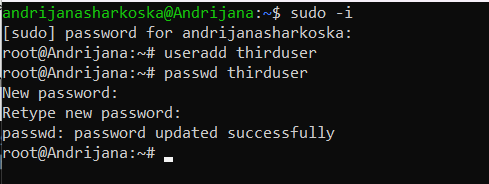 andrijanasharkoska@Andrijana:~$ sudo -i
[sudo] password for andrijanasharkoska:
root@Andrijana:~# useradd thirduser
root@Andrijana:~# passwd thirduser
New password:
Retype new password:
passwd: password updated successfully
root@Andrijana:~#